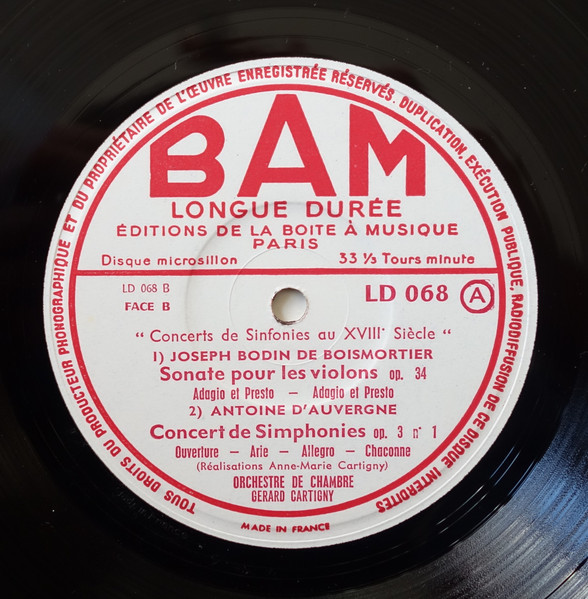 TOUS DROITS DU PRODUCTEUR PHONOGRAPHIQUE ET DU PROPRIÉTAIRE DE L'ŒUVRE ENREGISTRÉE RÉSERVÉS. DUPLICATION, EXÉCUTION PUBLIQUE, RADIODIFFUSION DE CE DISQUE INTERDITES
BAM
LONGUE DURÉE
ÉDITIONS DE LA BOITE À MUSIQUE
PARIS
Disque microsillon 33 1/3 Tours minute
LD 068 B
FACE B
LD 068 A
" Concerts de Sinfonies au XVIII' Siècle "
1) JOSEPH BODIN DE BOISMORTIER
Sonate pour les violons op. 34
Adagio et Presto — Adagio et Presto
2) ANTOINE D'AUVERGNE
Concert de Simphonies op. 3 n° 1
Ouverture — Arie — Allegro — Chaconne
(Réalisations Anne-Marie Cartigny)
ORCHESTRE DE CHAMBRE
GERARD CARTIGNY
MADE IN FRANCE